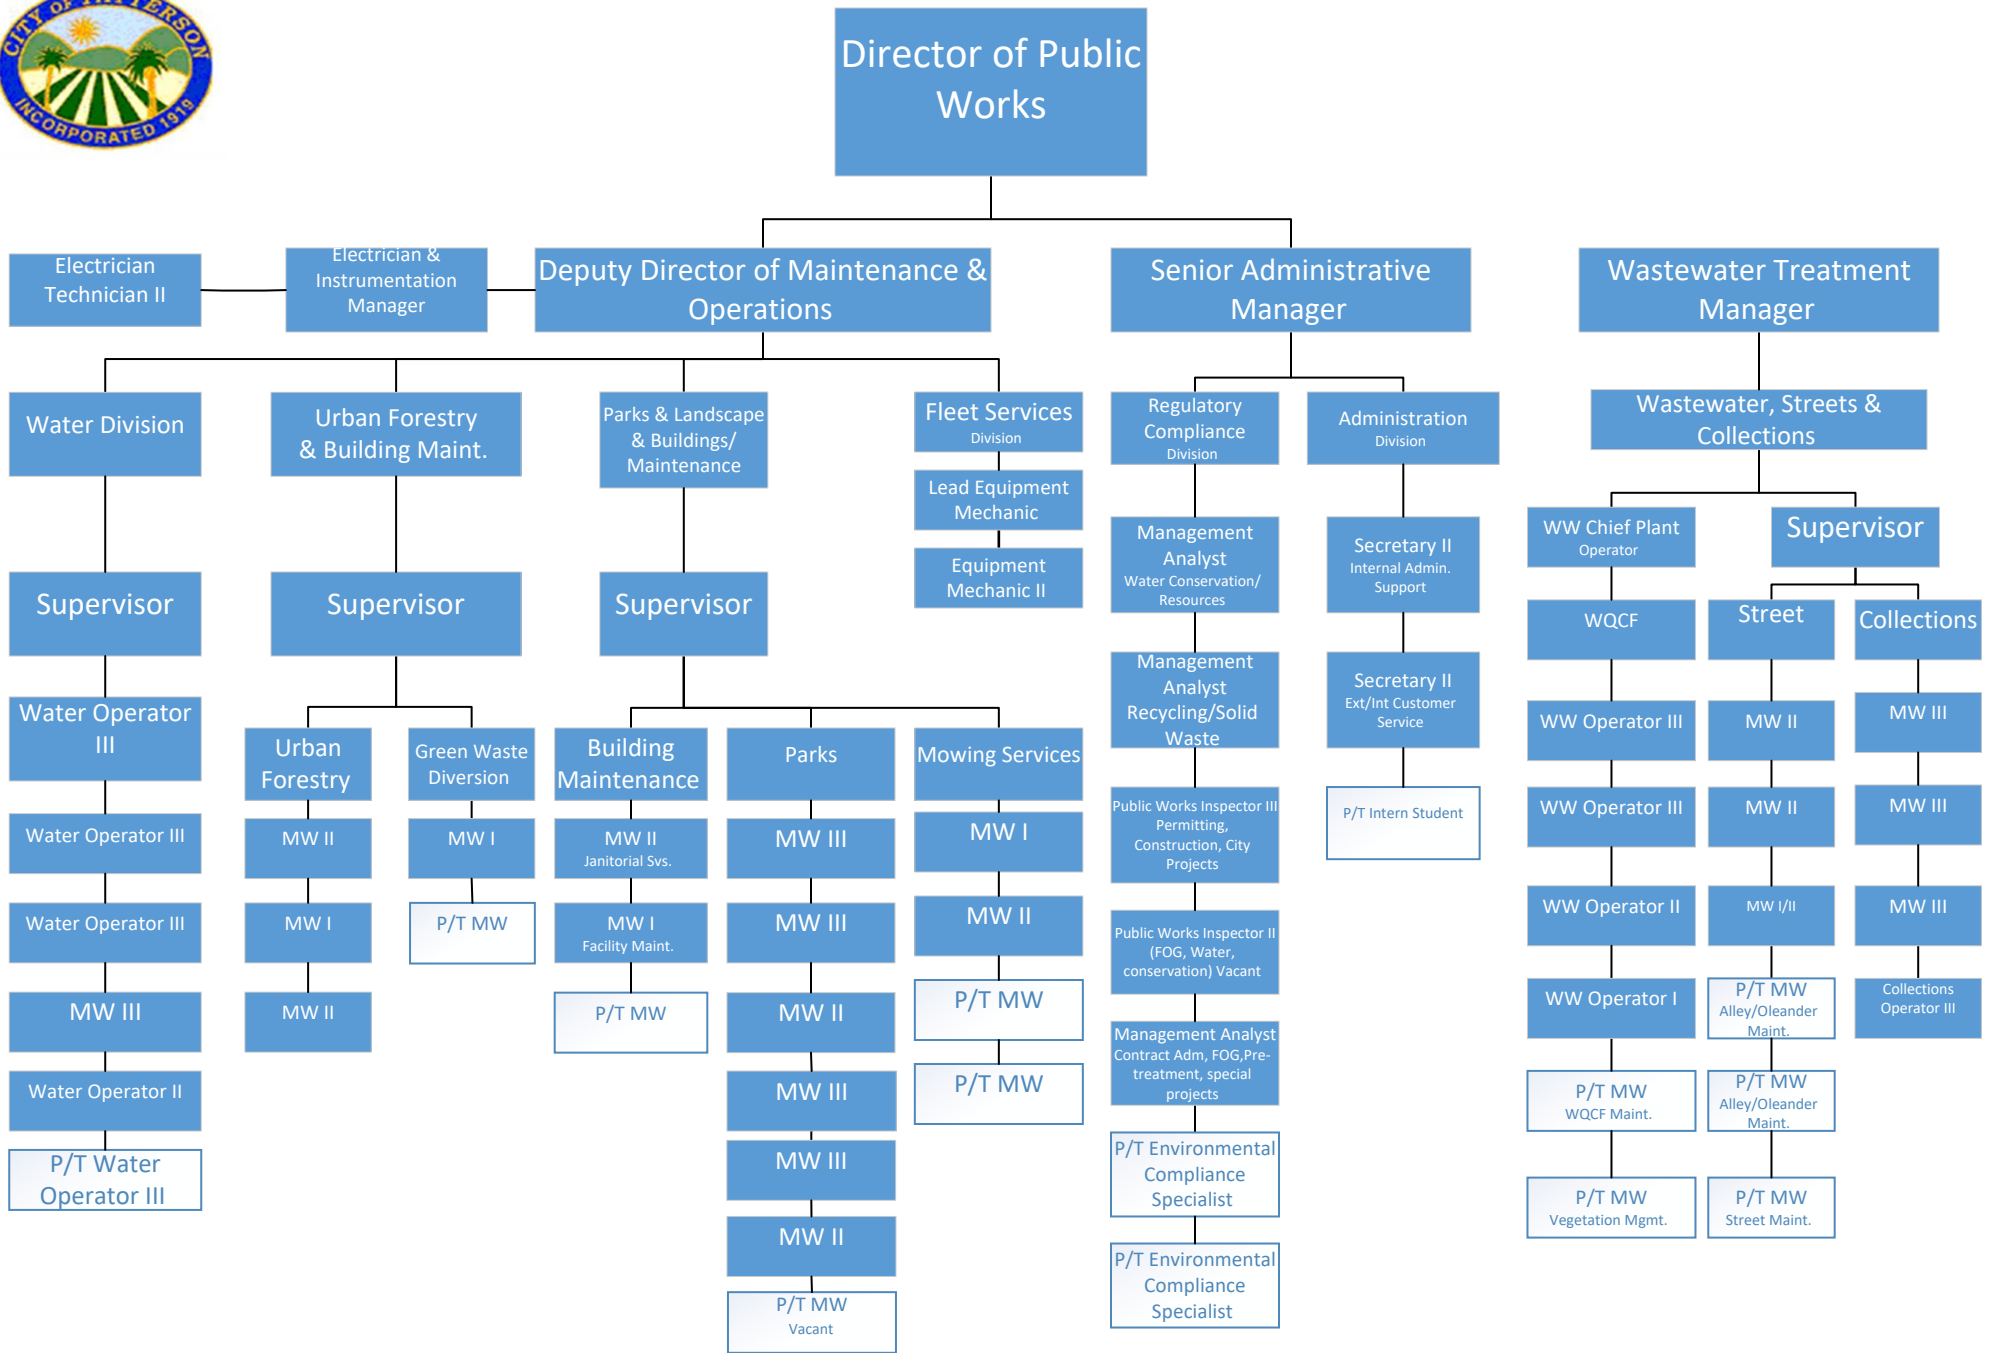 CITY OF PATTERSON
INCORPORATED 1919
Director of Public
Works
Electrician
Technician II
Electrician &
Instrumentation
Manager
Deputy Director of Maintenance &
Operations
Senior Administrative
Manager
Wastewater Treatment
Manager
Water Division
Supervisor
Water Operator
III
Water Operator III
Water Operator III
MW III
Water Operator II
P/T Water
Operator III
Urban Forestry
& Building Maint.
Supervisor
Urban
Forestry
MW II
MW I
MW II
Green Waste
Diversion
MW I
P/T MW
Parks & Landscape
& Buildings/
Maintenance
Supervisor
Building
Maintenance
MW II
Janitorial Svs.
MW I
Facility Maint.
P/T MW
Parks
MW III
MW III
MW II
MW III
MW III
MW II
P/T MW
Vacant
Mowing Services
MW I
MW II
P/T MW
P/T MW
Fleet Services
Division
Lead Equipment
Mechanic
Equipment
Mechanic II
Regulatory
Compliance
Division
Management
Analyst
Water Conservation/
Resources
Management
Analyst
Recycling/Solid
Waste
Public Works Inspector III
Permitting,
Construction, City
Projects
Public Works Inspector II
(FOG, Water,
conservation) Vacant
Management Analyst
Contract Adm, FOG,Pre-
treatment, special
projects
P/T Environmental
Compliance
Specialist
P/T Environmental
Compliance
Specialist
Administration
Division
Secretary II
Internal Admin.
Support
Secretary II
Ext/Int Customer
Service
P/T Intern Student
Wastewater, Streets &
Collections
WW Chief Plant
Operator
WQCF
WW Operator III
WW Operator III
WW Operator II
WW Operator I
P/T MW
WQCF Maint.
P/T MW
Vegetation Mgmt.
Supervisor
Street
MW II
MW II
MW I/II
P/T MW
Alley/Oleander
Maint.
P/T MW
Alley/Oleander
Maint.
P/T MW
Street Maint.
Collections
MW III
MW III
MW III
Collections
Operator III